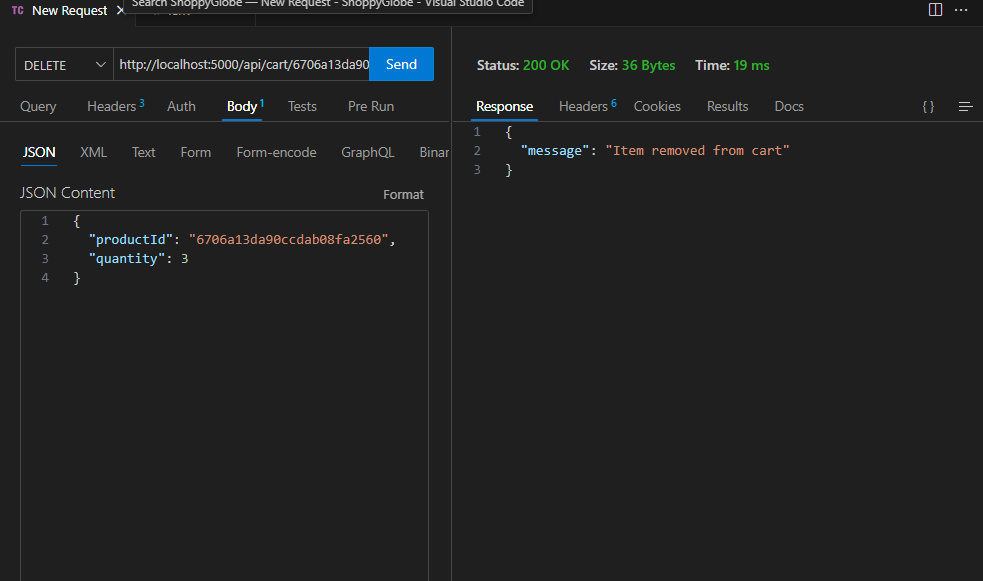 TC New Request ×
Search ShoppyGlobe — New Request - ShoppyGlobe - Visual Studio Code
DELETE http://localhost:5000/api/cart/6706a13da90 Send
Query Headers 3 Auth Body 1 Tests Pre Run
JSON XML Text Form Form-encode GraphQL Binar
JSON Content Format
1 {
2 "productId": "6706a13da90ccdab08fa2560",
3 "quantity": 3
4 }
Status: 200 OK Size: 36 Bytes Time: 19 ms
Response Headers 6 Cookies Results Docs { }
1 {
2 "message": "Item removed from cart"
3 }